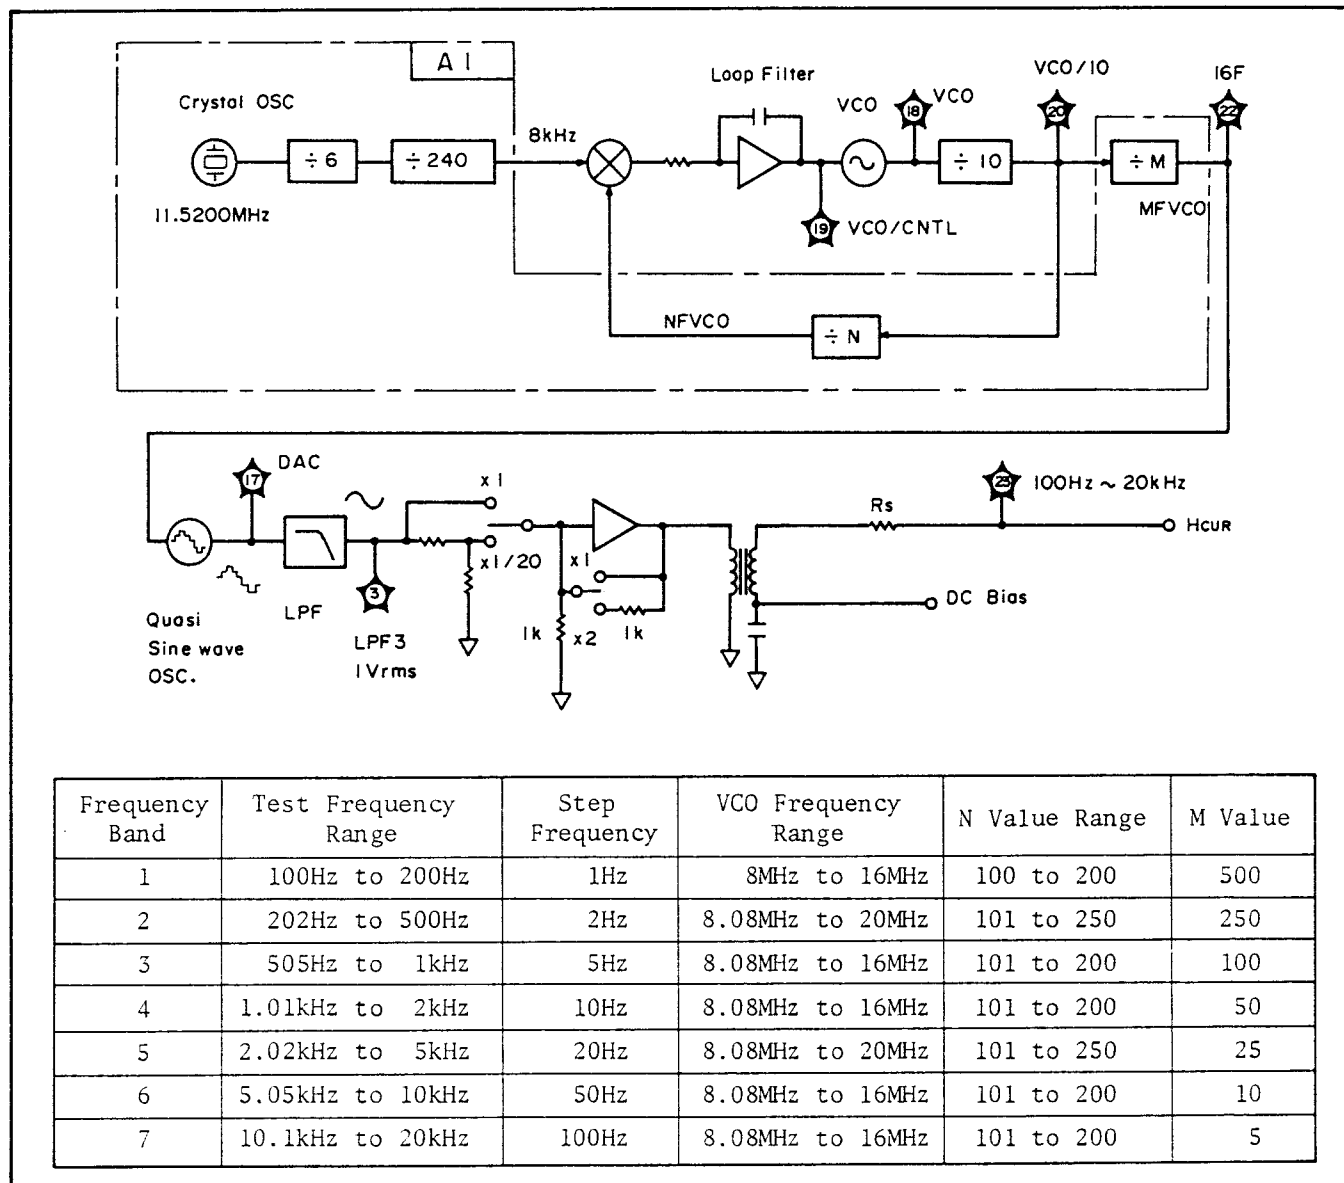 A1
Crystal OSC
11.5200MHz
÷ 6
÷ 240
8kHz
Loop Filter
VCO
18
VCO
÷ 10
VCO/10
20
16F
22
÷ M
MFVCO
19
VCO/CNTL
NFVCO
÷ N
17
DAC
Quasi
Sine wave
OSC.
LPF
3
LPF3
1Vrms
x1
x1/20
x1
1k
x2
1k
Rs
23
100Hz ~ 20kHz
HCUR
DC Bias
Frequency Band | Test Frequency Range | Step Frequency | VCO Frequency Range | N Value Range | M Value
1 | 100Hz to 200Hz | 1Hz | 8MHz to 16MHz | 100 to 200 | 500
2 | 202Hz to 500Hz | 2Hz | 8.08MHz to 20MHz | 101 to 250 | 250
3 | 505Hz to 1kHz | 5Hz | 8.08MHz to 16MHz | 101 to 200 | 100
4 | 1.01kHz to 2kHz | 10Hz | 8.08MHz to 16MHz | 101 to 200 | 50
5 | 2.02kHz to 5kHz | 20Hz | 8.08MHz to 20MHz | 101 to 250 | 25
6 | 5.05kHz to 10kHz | 50Hz | 8.08MHz to 16MHz | 101 to 200 | 10
7 | 10.1kHz to 20kHz | 100Hz | 8.08MHz to 16MHz | 101 to 200 | 5